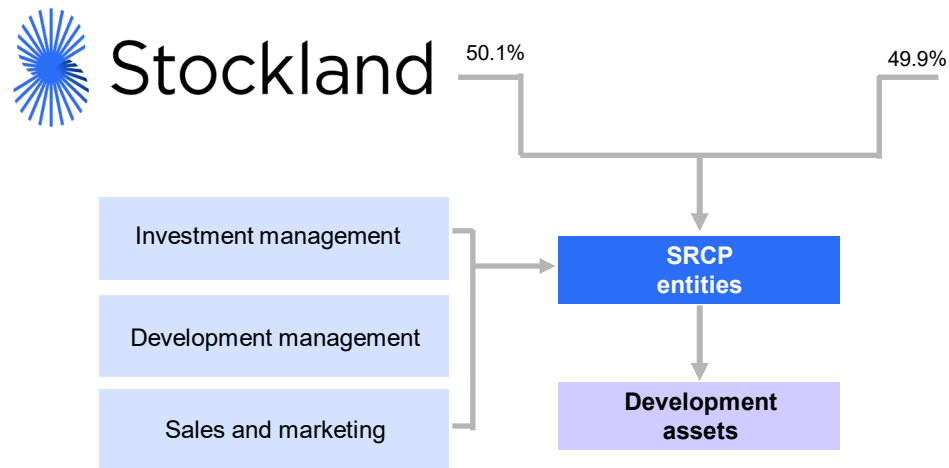 Stockland
50.1%
49.9%
Investment management
SRCP
entities
Development management
Development
assets
Sales and marketing